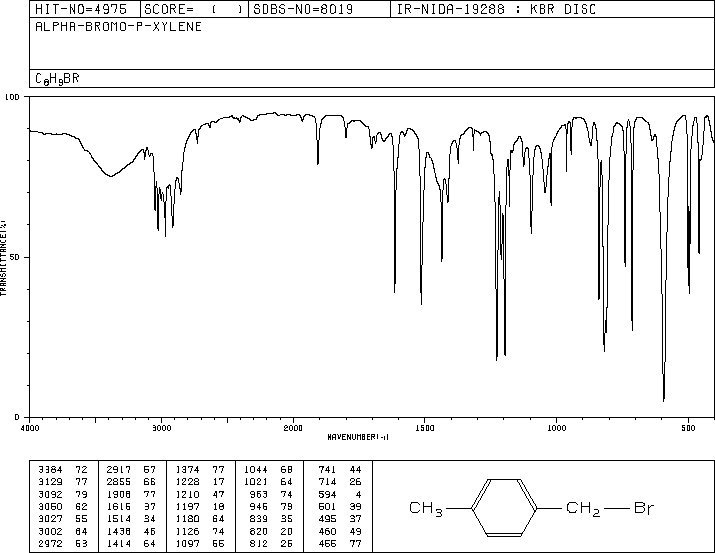 HIT-NO=4975 SCORE= ( ) SDBS-NO=8019 IR-NIDA-19288 : KBR DISC
ALPHA-BROMO-P-XYLENE
C8H9BR
100
50
0
TRANSMITTANCE(%)
4000 3000 2000 1500 1000 500
WAVENUMBER(-1)
3384 72 2917 57 1374 77 1044 68 741 44
3129 77 2855 66 1228 17 1021 64 714 26
3092 79 1908 77 1210 47 963 74 594 4
3050 62 1616 37 1197 18 946 79 501 39
3027 55 1514 34 1180 64 839 35 495 37
3002 64 1438 46 1126 74 820 20 460 49
2972 53 1414 64 1097 55 812 25 455 77
CH3 CH2 Br